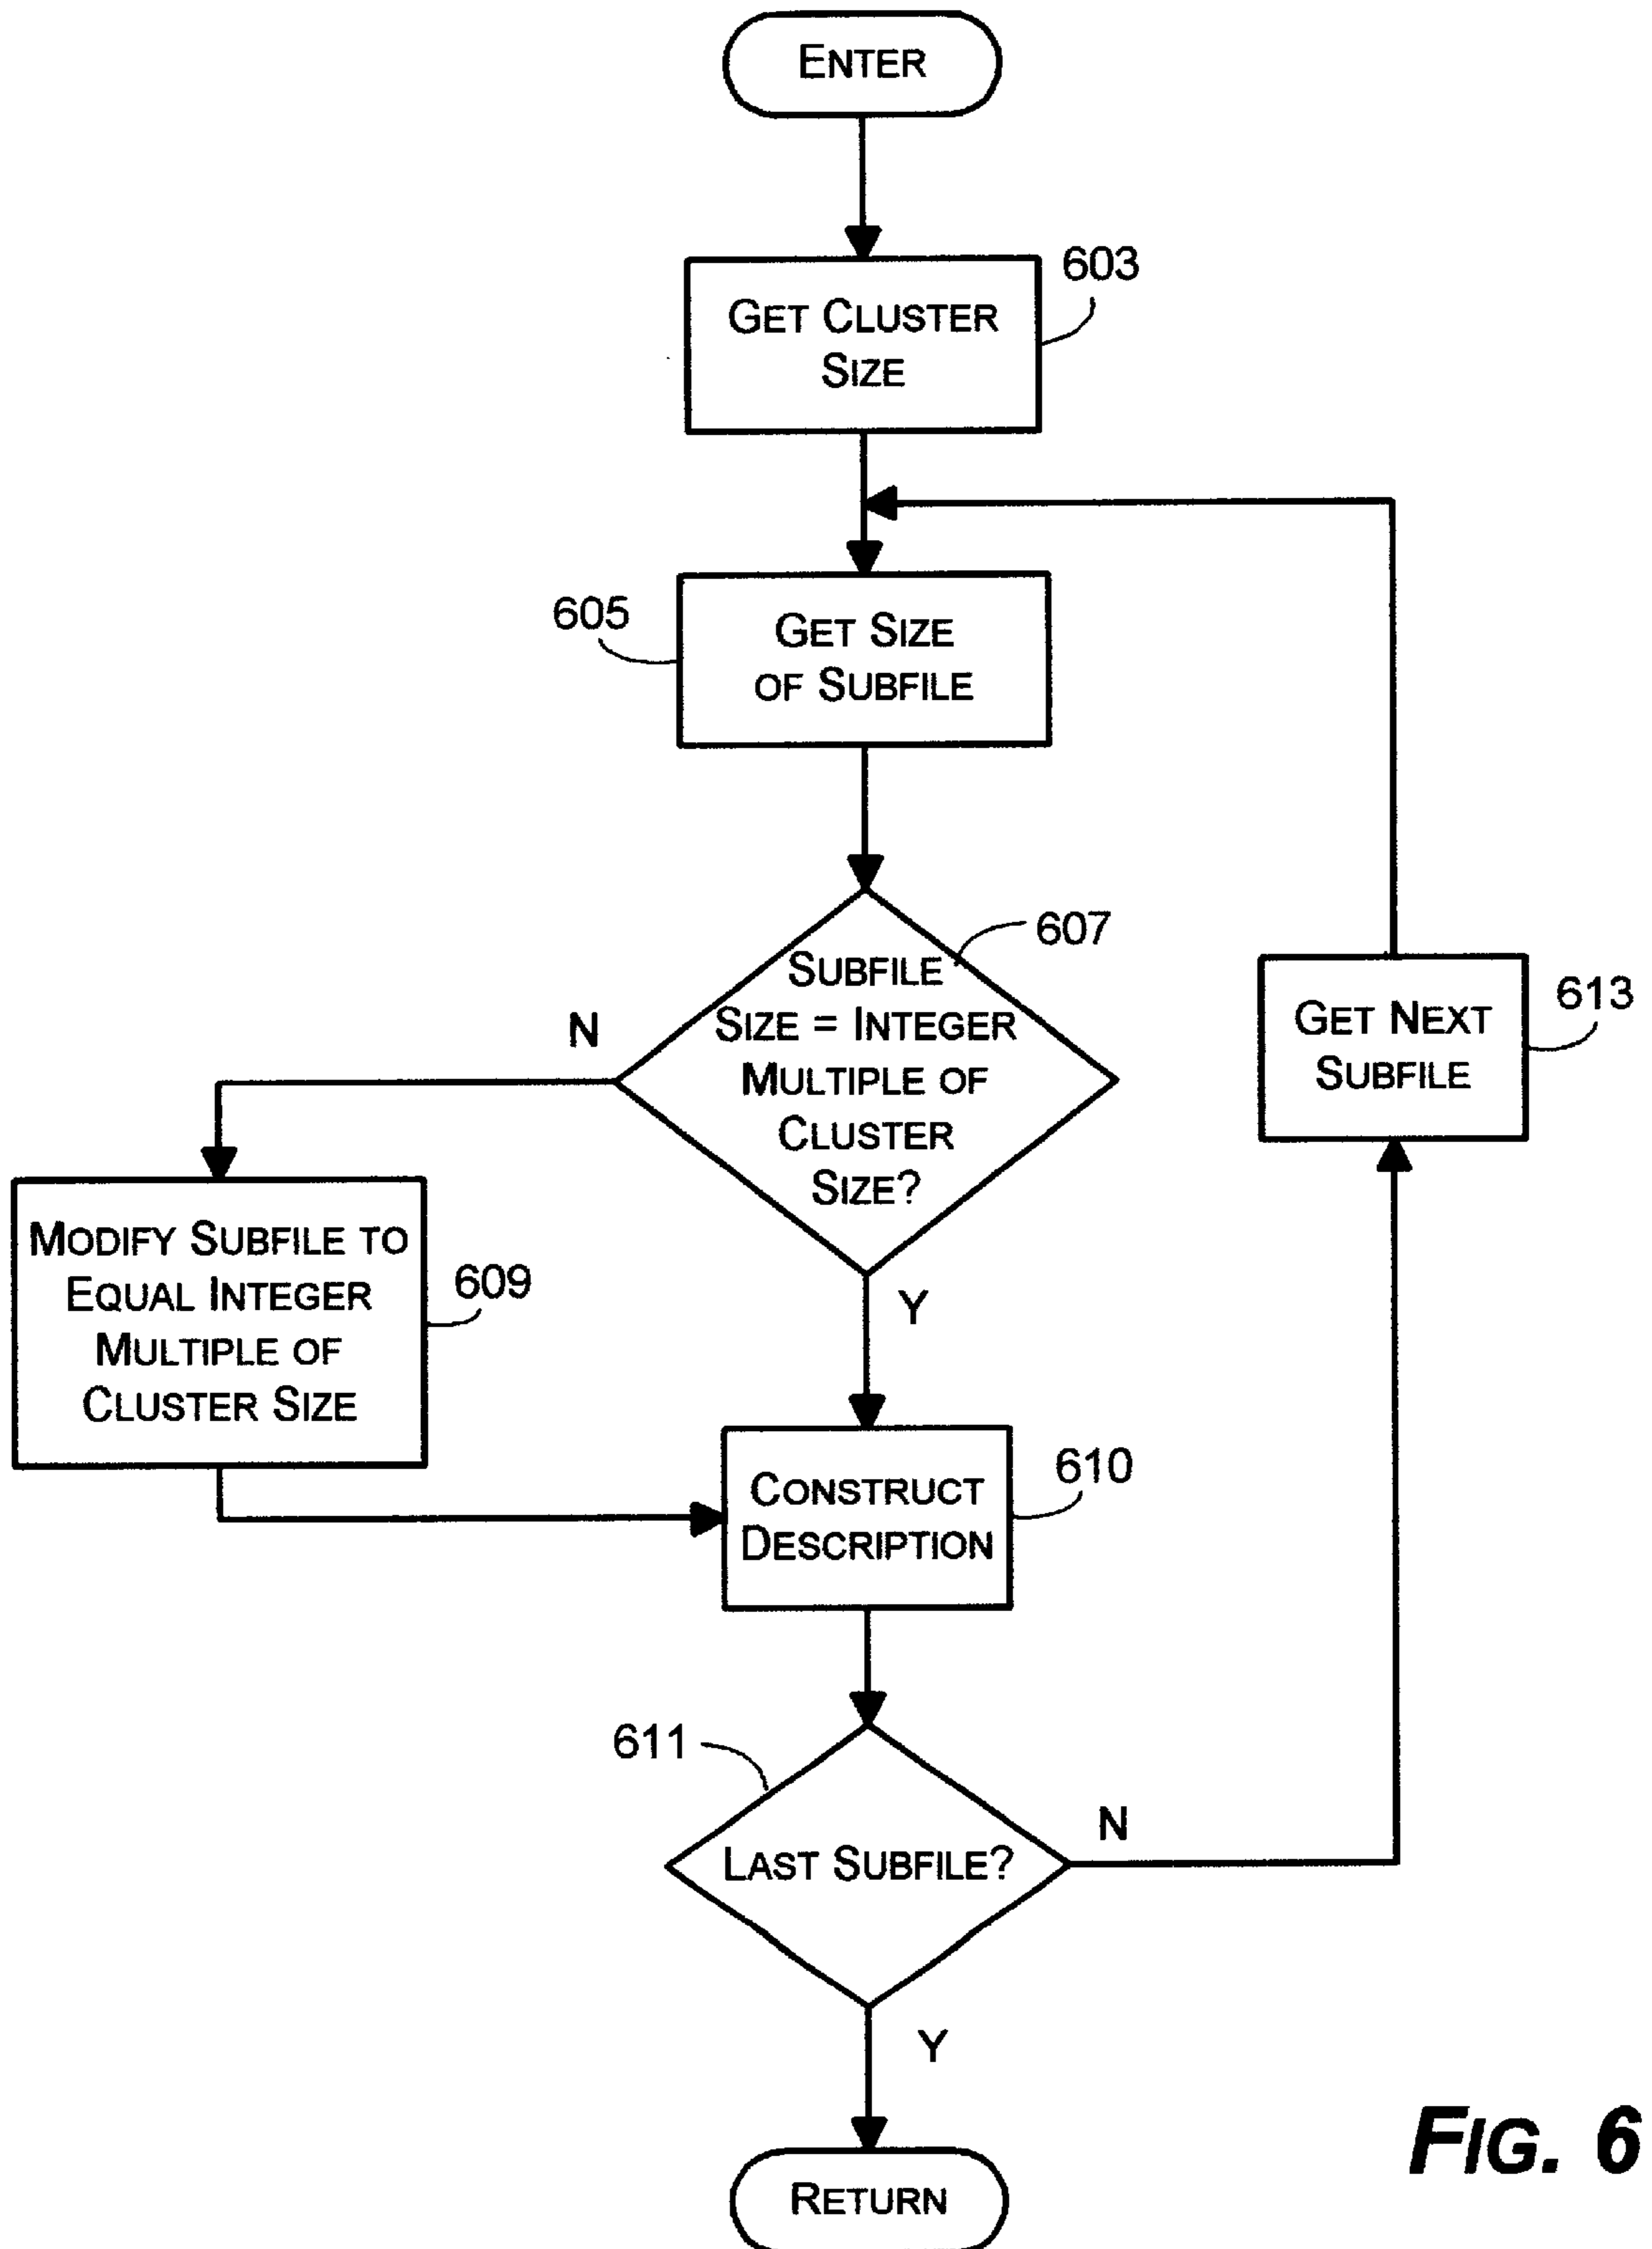 ENTER
603
GET CLUSTER
SIZE
605
GET SIZE
OF SUBFILE
607
SUBFILE
SIZE = INTEGER
MULTIPLE OF
CLUSTER
SIZE?
N
Y
613
GET NEXT
SUBFILE
MODIFY SUBFILE TO
EQUAL INTEGER
MULTIPLE OF
CLUSTER SIZE
609
CONSTRUCT
DESCRIPTION
610
611
LAST SUBFILE?
N
Y
RETURN
FIG. 6